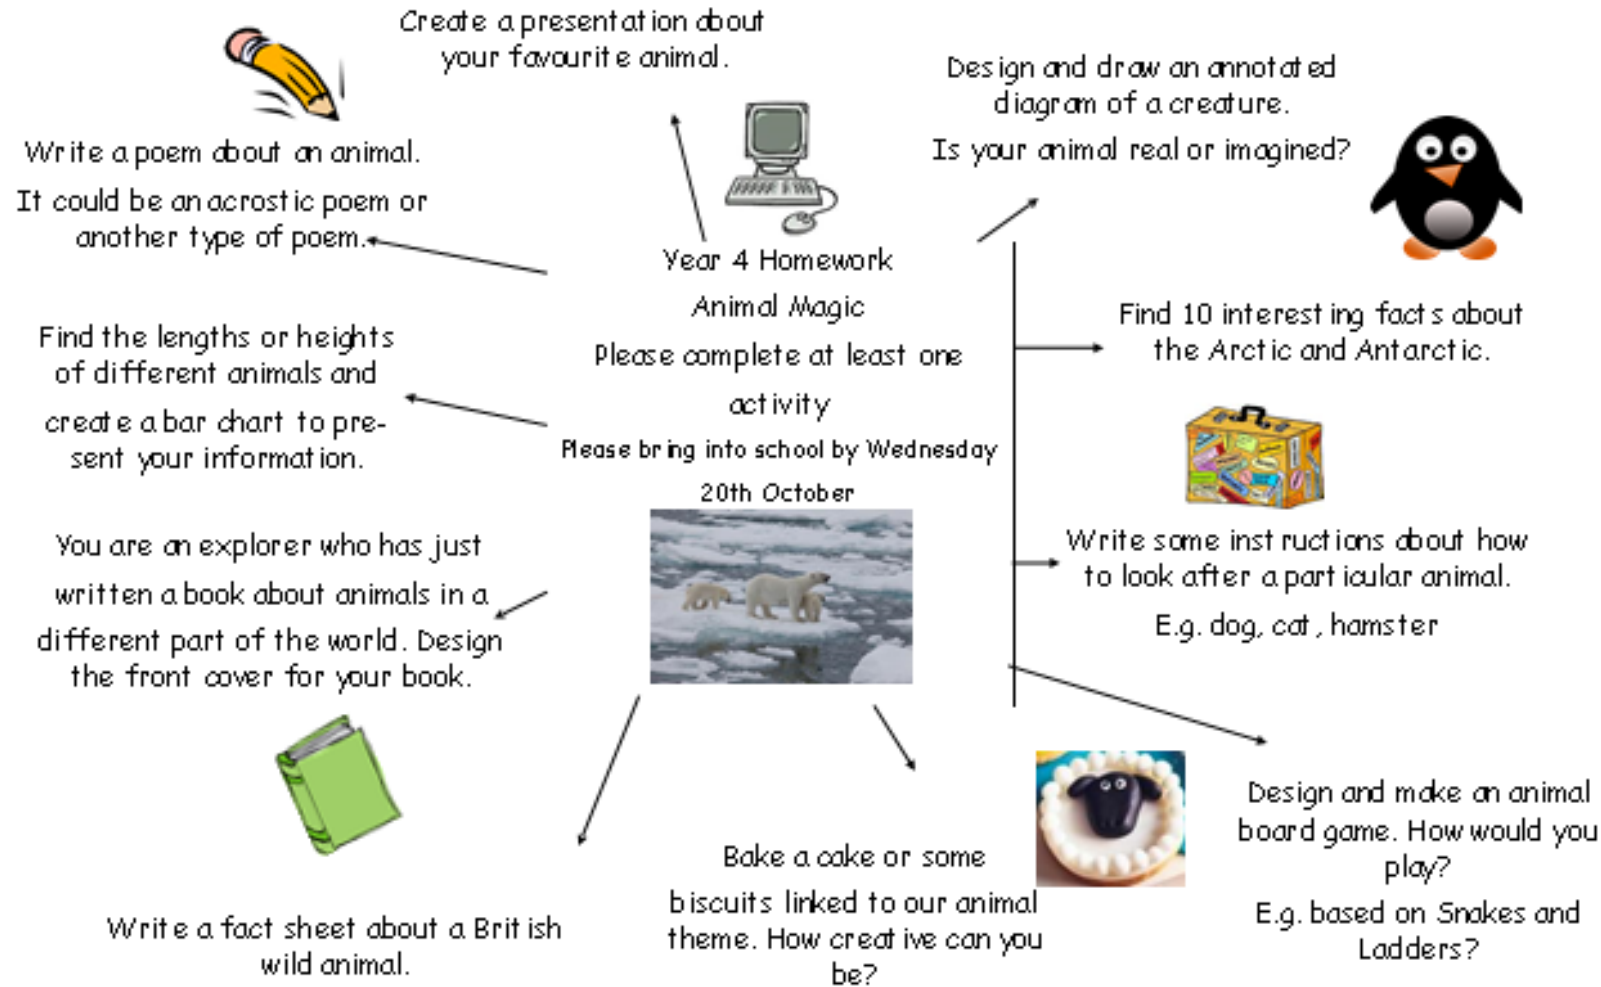 Create a presentation about
your favourite animal.
Design and draw an annotated
diagram of a creature.
Is your animal real or imagined?
Write a poem about an animal.
It could be an acrostic poem or
another type of poem.
Year 4 Homework
Animal Magic
Please complete at least one
activity
Please bring into school by Wednesday
20th October
Find 10 interesting facts about
the Arctic and Antarctic.
Find the lengths or heights
of different animals and
create a bar chart to pre-
sent your information.
Write some instructions about how
to look after a particular animal.
E.g. dog, cat, hamster
You are an explorer who has just
written a book about animals in a
different part of the world. Design
the front cover for your book.
Design and make an animal
board game. How would you
play?
E.g. based on Snakes and
Ladders?
Bake a cake or some
biscuits linked to our animal
theme. How creative can you
be?
Write a fact sheet about a British
wild animal.